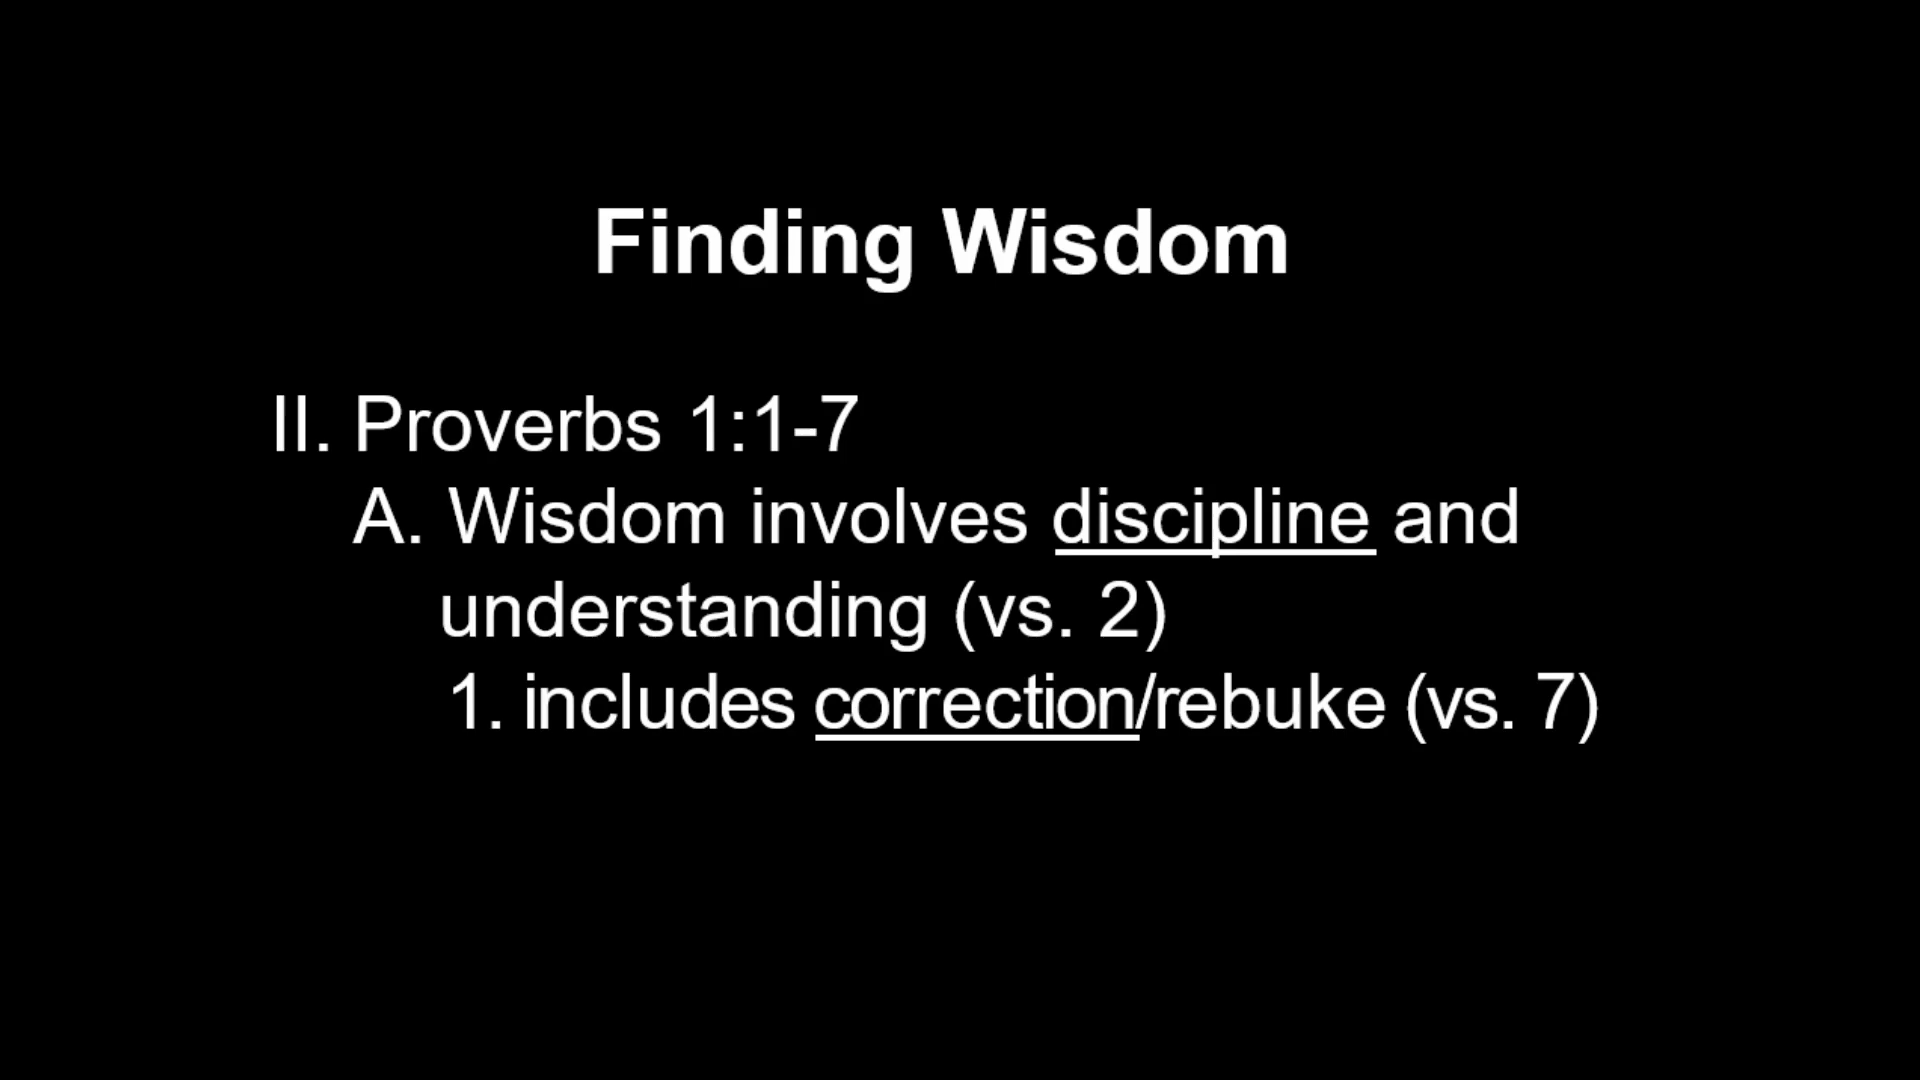 Finding Wisdom
II. Proverbs 1:1-7
A. Wisdom involves discipline and
understanding (vs. 2)
1. includes correction/rebuke (vs. 7)